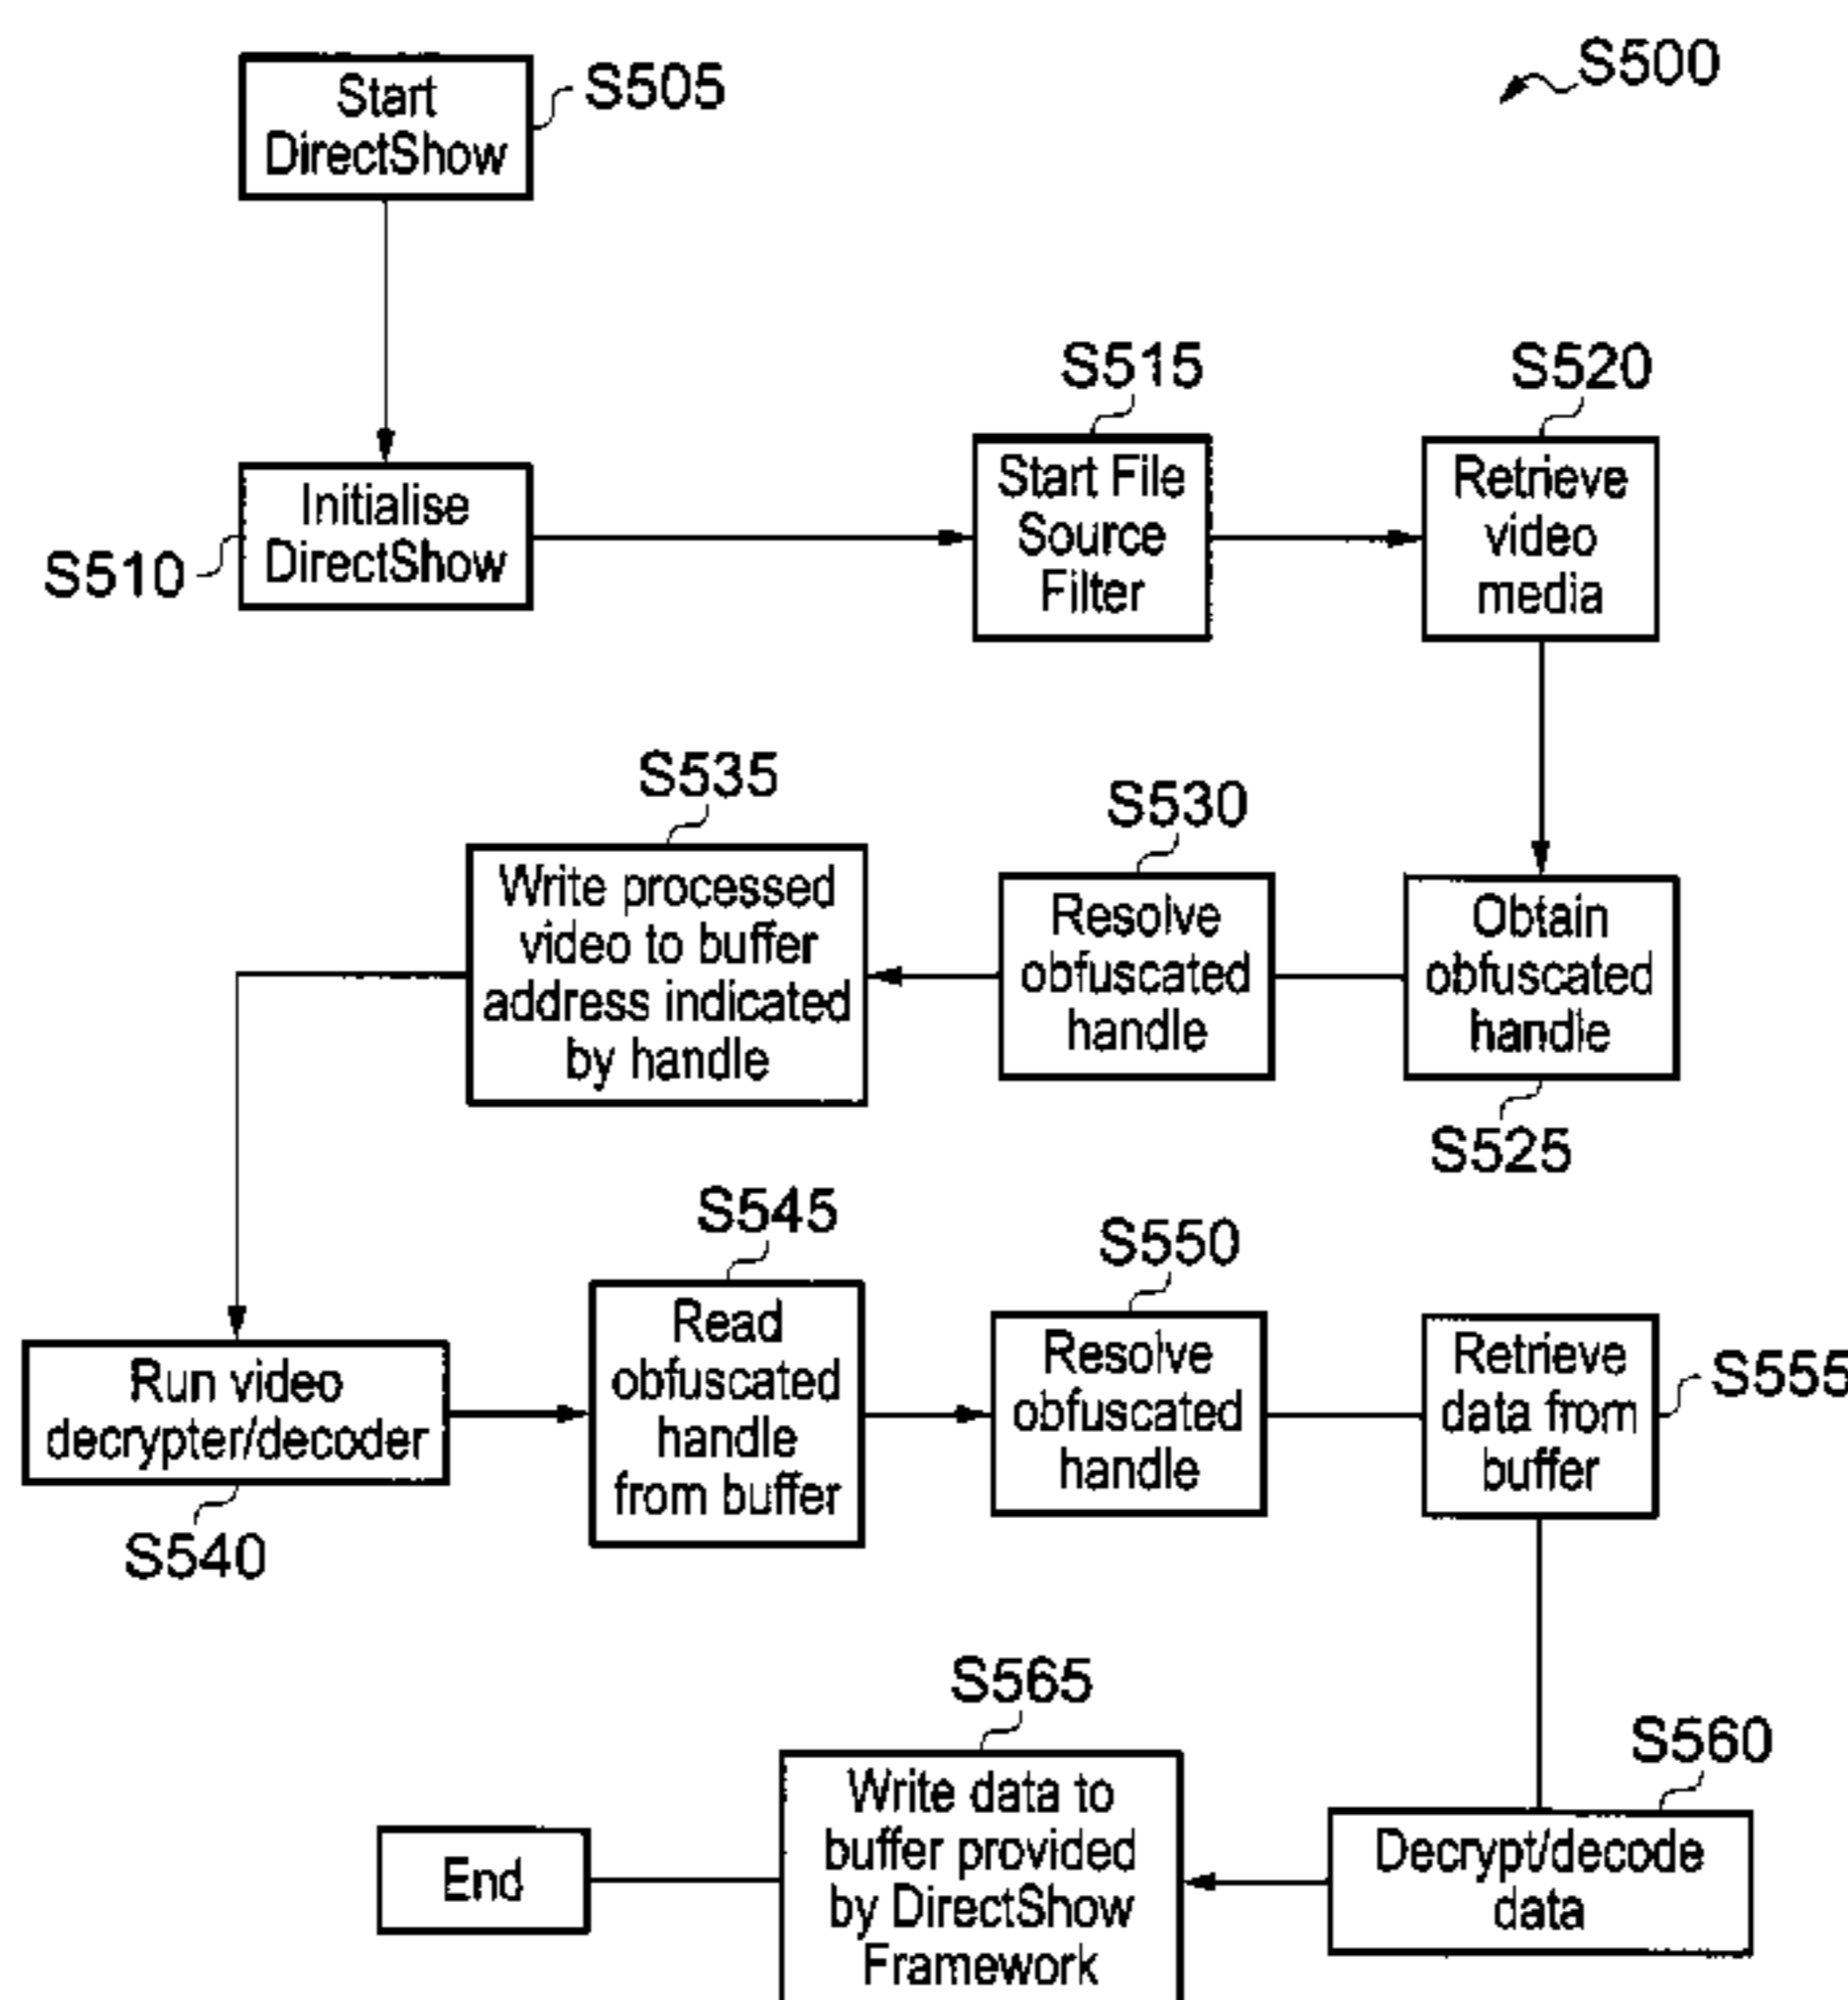 S500
Start
DirectShow
S505
Initialise
DirectShow
S510
S515
Start File
Source
Filter
S520
Retrieve
video
media
S535
Write processed
video to buffer
address indicated
by handle
S530
Resolve
obfuscated
handle
Obtain
obfuscated
handle
S525
Run video
decrypter/decoder
S540
S545
Read
obfuscated
handle
from buffer
S550
Resolve
obfuscated
handle
Retrieve
data from
buffer
S555
S560
Decrypt/decode
data
S565
Write data to
buffer provided
by DirectShow
Framework
End